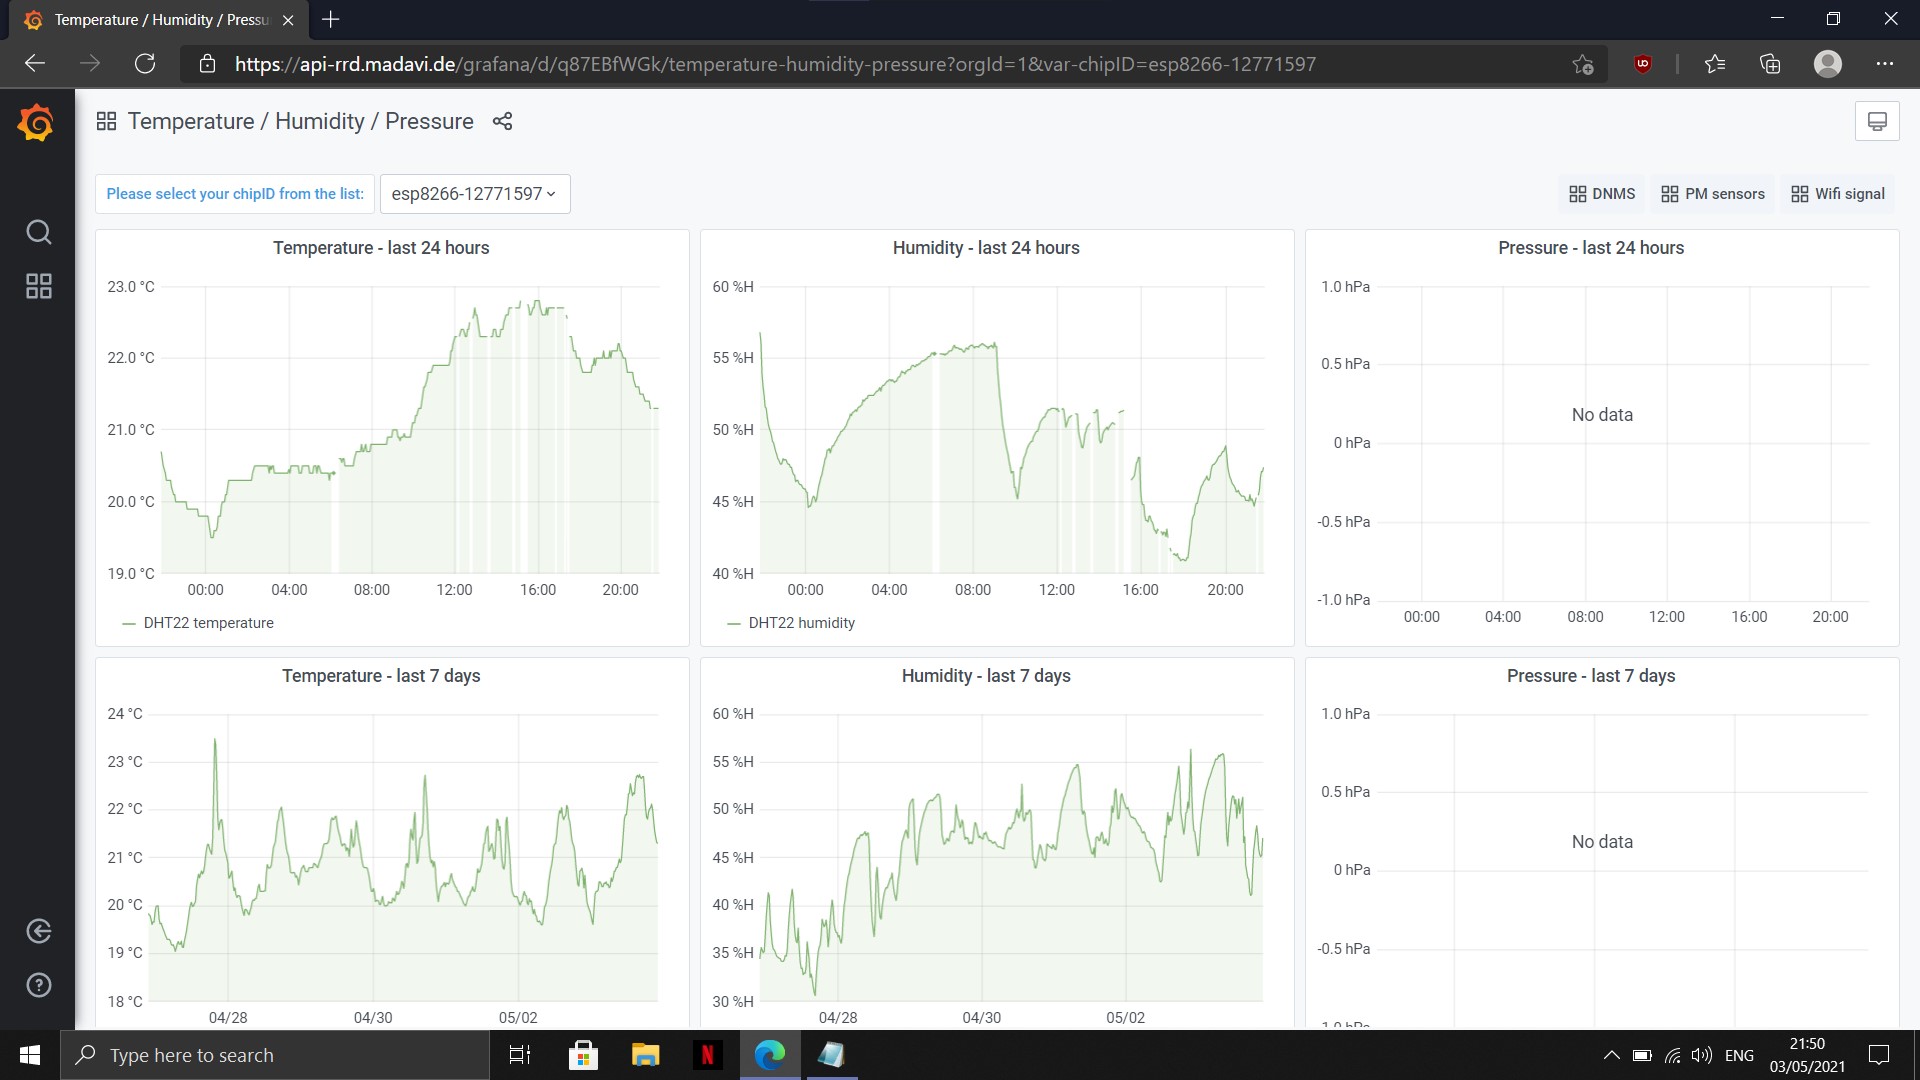 Temperature / Humidity / Pressu
https://api-rrd.madavi.de/grafana/d/q87EBfWGk/temperature-humidity-pressure?orgId=1&var-chipID=esp8266-12771597
Temperature / Humidity / Pressure
Please select your chipID from the list:
esp8266-12771597
DNMS
PM sensors
Wifi signal
Temperature - last 24 hours
23.0 °C
22.0 °C
21.0 °C
20.0 °C
19.0 °C
00:00 04:00 08:00 12:00 16:00 20:00
DHT22 temperature
Humidity - last 24 hours
60 %H
55 %H
50 %H
45 %H
40 %H
00:00 04:00 08:00 12:00 16:00 20:00
DHT22 humidity
Pressure - last 24 hours
1.0 hPa
0.5 hPa
No data
0 hPa
-0.5 hPa
-1.0 hPa
00:00 04:00 08:00 12:00 16:00 20:00
Temperature - last 7 days
24 °C
23 °C
22 °C
21 °C
20 °C
19 °C
18 °C
04/28 04/30 05/02
Humidity - last 7 days
60 %H
55 %H
50 %H
45 %H
40 %H
35 %H
30 %H
04/28 04/30 05/02
Pressure - last 7 days
1.0 hPa
0.5 hPa
No data
0 hPa
-0.5 hPa
Type here to search
N
ENG
21:50
03/05/2021